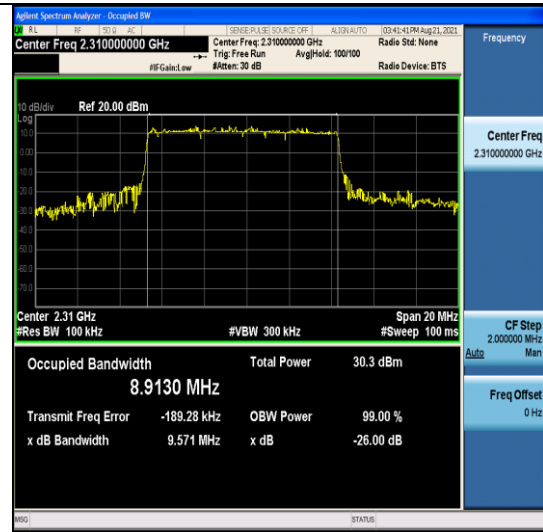 Agilent Spectrum Analyzer - Occupied BW
RL RF 50 Ω AC SENSE:PULSE SOURCE OFF ALIGN AUTO 03:41:41 PM Aug 21, 2021
Center Freq 2.310000000 GHz
Center Freq: 2.310000000 GHz
Radio Std: None
Trig: Free Run Avg|Hold: 100/100
#IFGain:Low #Atten: 30 dB Radio Device: BTS
Frequency
10 dB/div Ref 20.00 dBm
Log
10.0
0.00
-10.0
-20.0
-30.0
-40.0
-50.0
-60.0
-70.0
Center 2.31 GHz Span 20 MHz
#Res BW 100 kHz #VBW 300 kHz #Sweep 100 ms
Occupied Bandwidth Total Power 30.3 dBm
8.9130 MHz
Transmit Freq Error -189.28 kHz OBW Power 99.00 %
x dB Bandwidth 9.571 MHz x dB -26.00 dB
Center Freq
2.310000000 GHz
CF Step
2.000000 MHz
Auto Man
Freq Offset
0 Hz
MSG STATUS